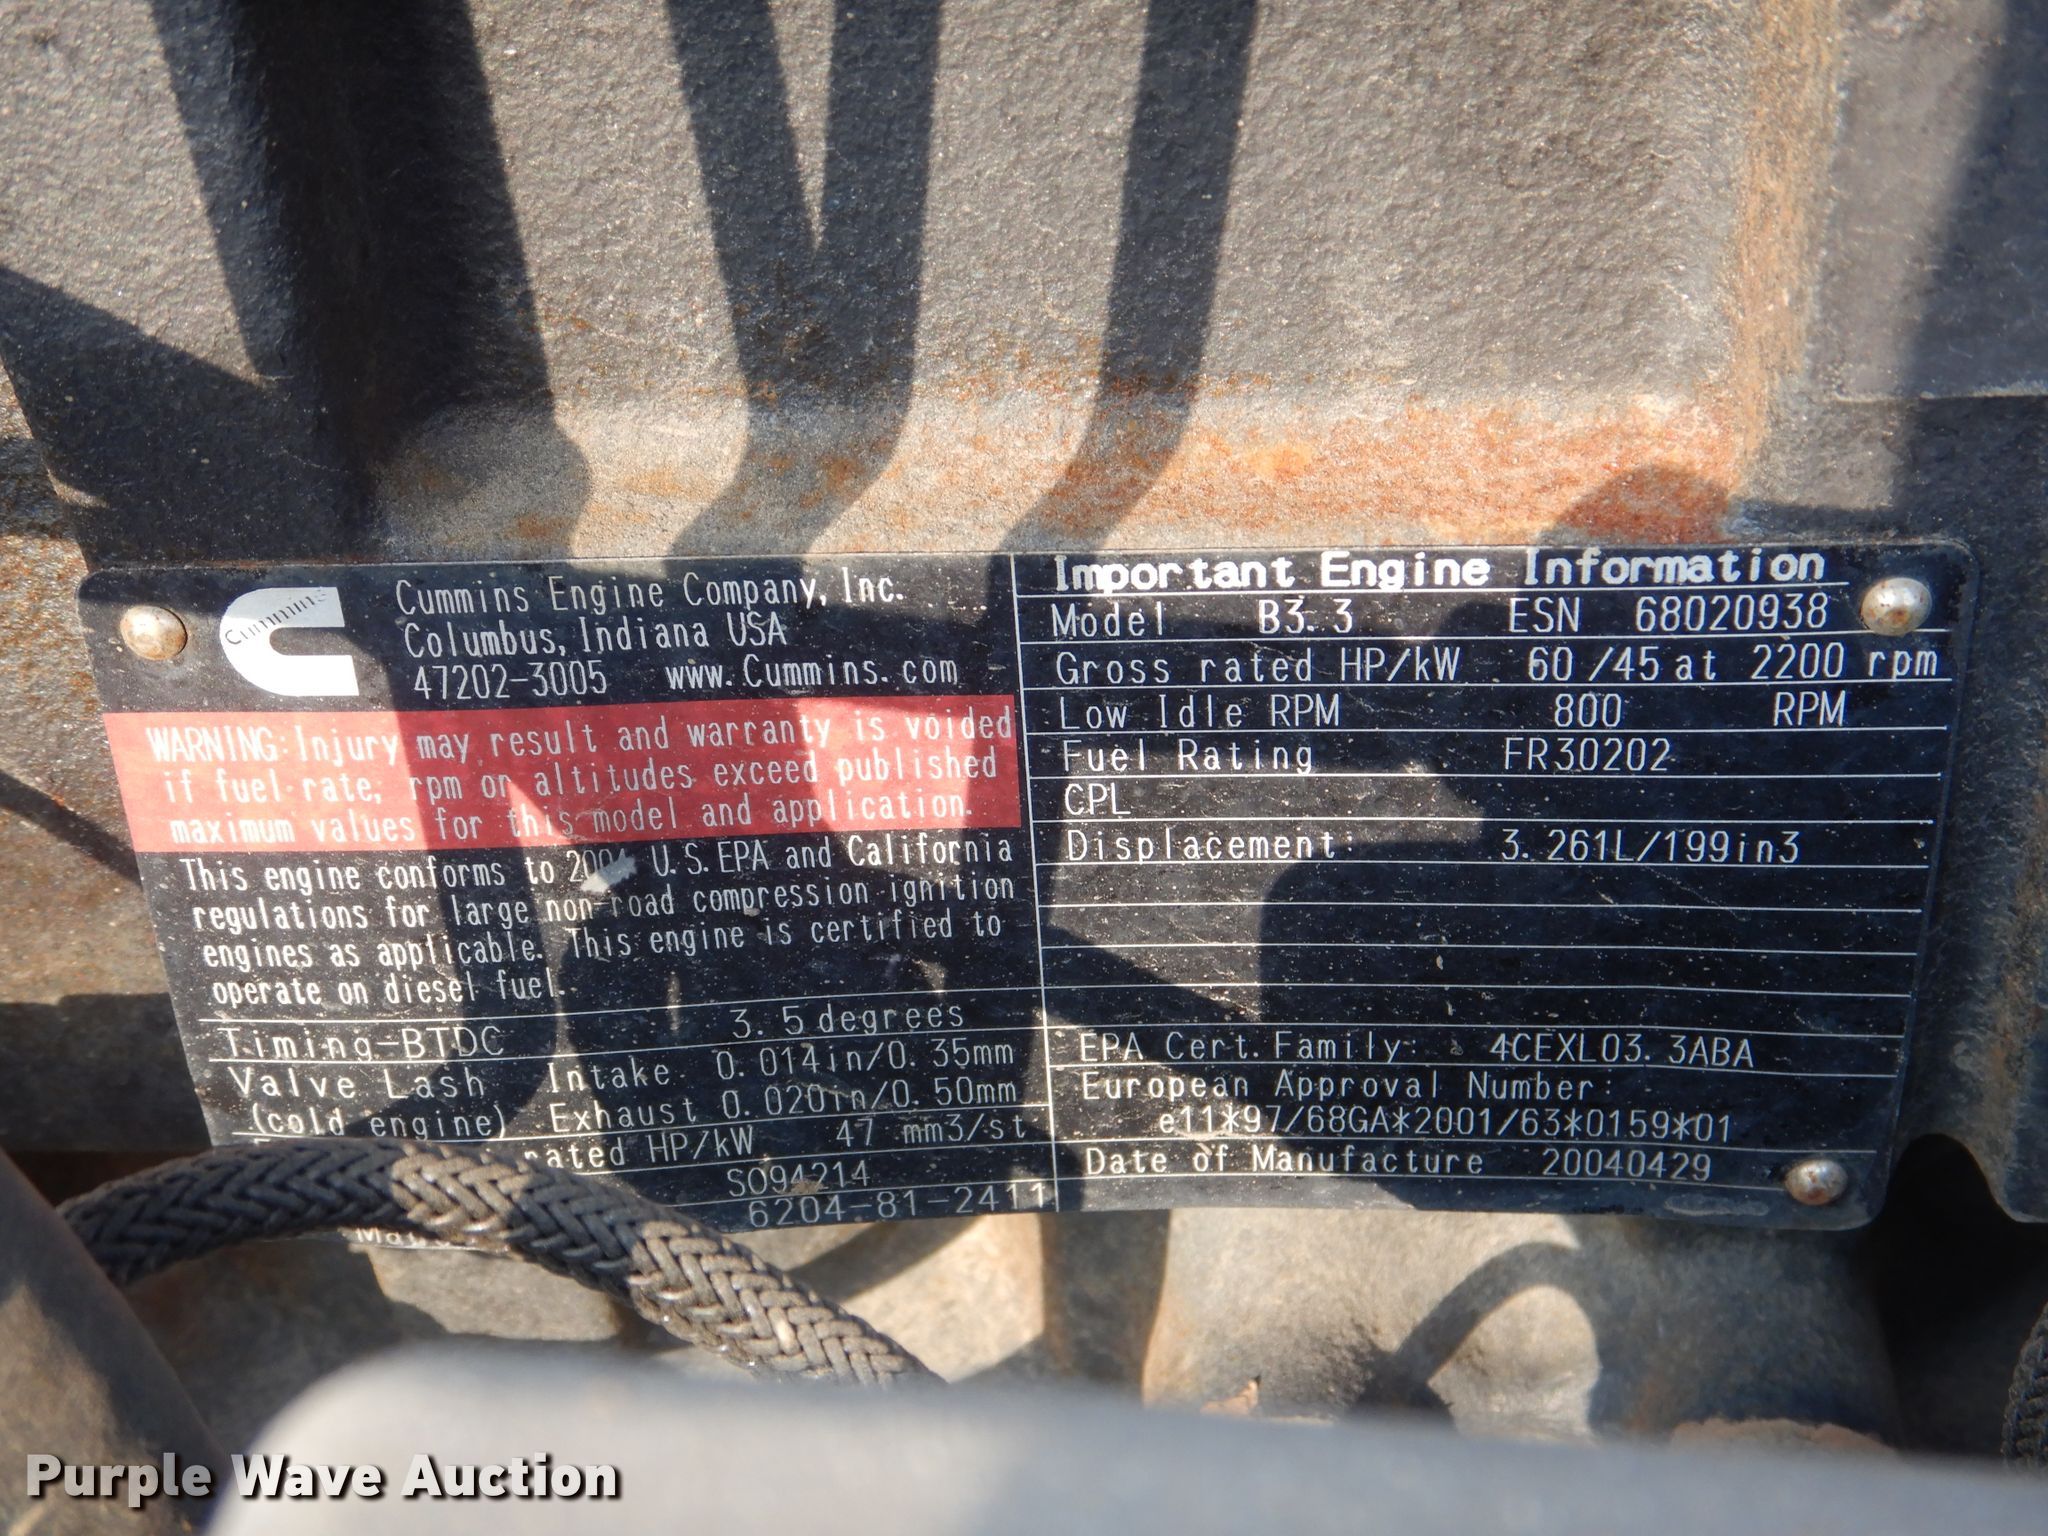 Cummins
Cummins Engine Company, Inc.
Columbus, Indiana USA
47202-3005 www.Cummins.com
WARNING: Injury may result and warranty is voided
if fuel rate, rpm or altitudes exceed published
maximum values for this model and application.
This engine conforms to 2004 U.S. EPA and California
regulations for large non-road compression ignition
engines as applicable. This engine is certified to
operate on diesel fuel.
Timing-BTDC 3.5 degrees
Valve Lash Intake 0.014in/0.35mm
(cold engine) Exhaust 0.020in/0.50mm
rated HP/kW 47 mm3/st
SO94214
6204-81-2411
Important Engine Information
Model B3.3 ESN 68020938
Gross rated HP/kW 60/45 at 2200 rpm
Low Idle RPM 800 RPM
Fuel Rating FR30202
CPL
Displacement: 3.261L/199in3
EPA Cert. Family: 4CEXL03.3ABA
European Approval Number:
e11*97/68GA*2001/63*0159*01
Date of Manufacture 20040429
Purple Wave Auction